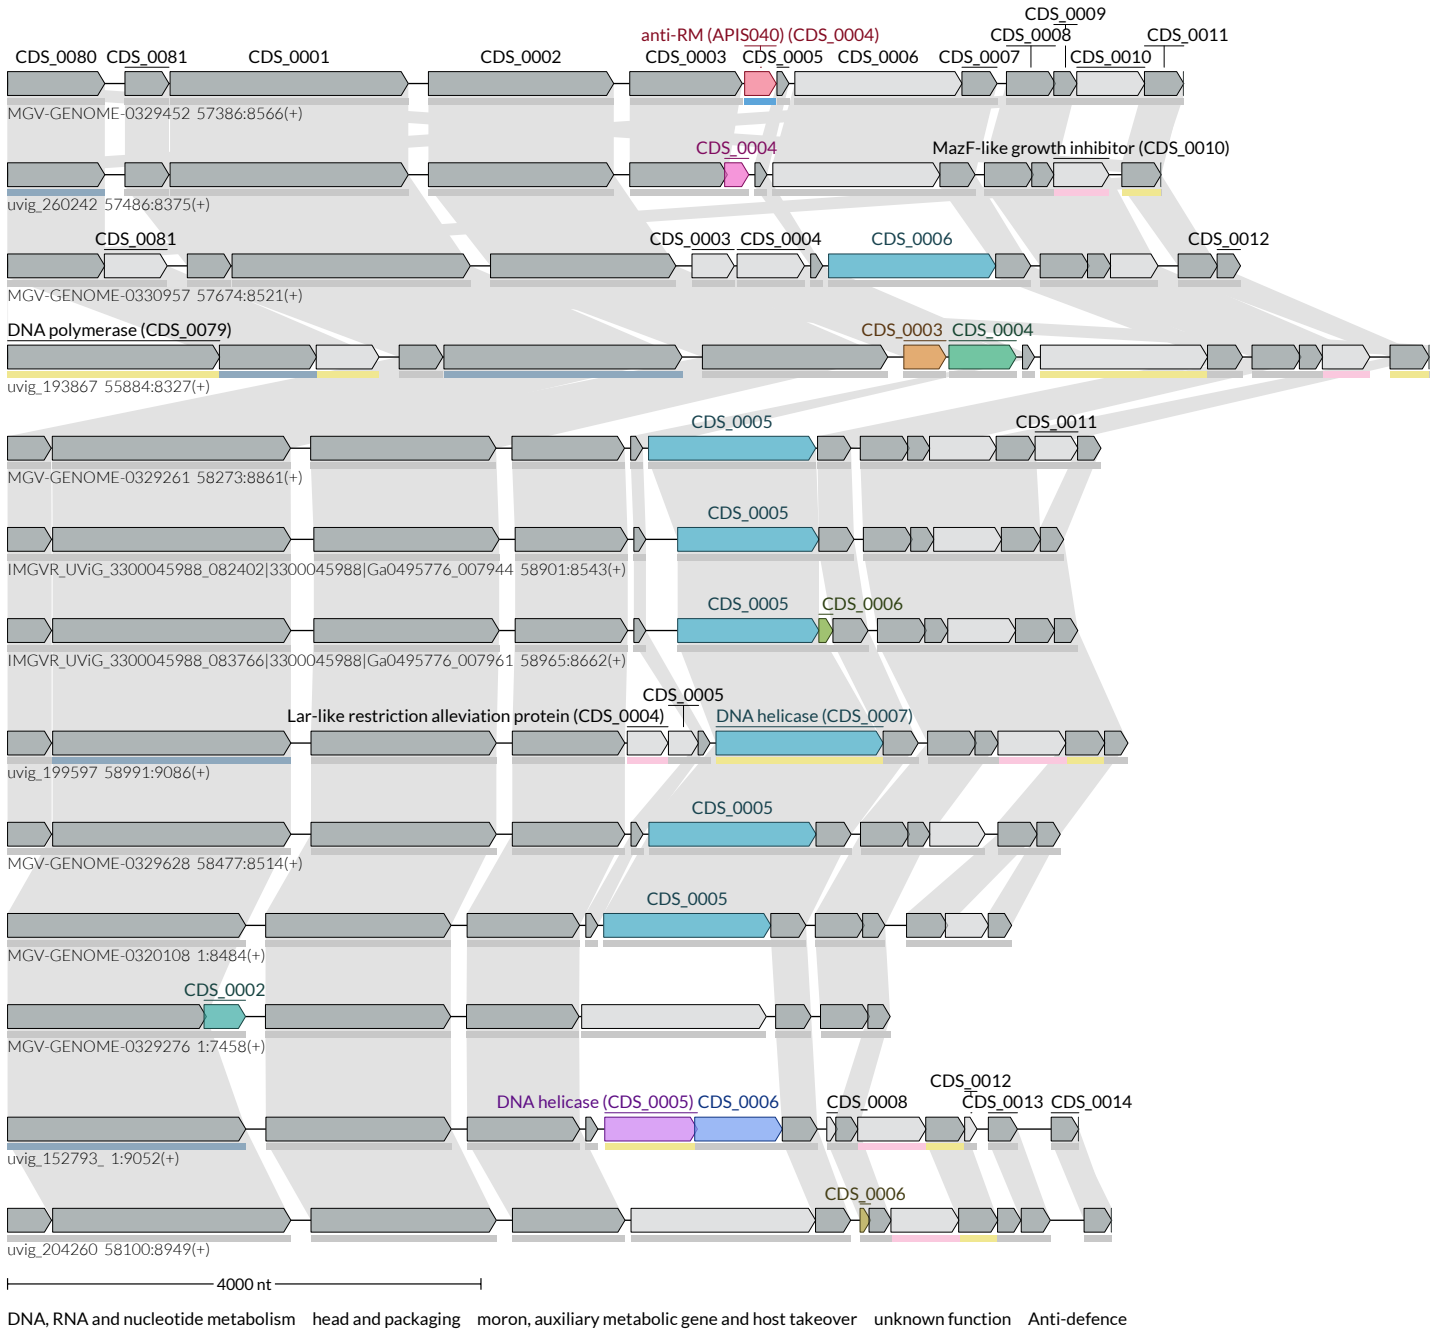 CDS_0009
anti-RM (APIS040) (CDS_0004) CDS_0008 CDS_0011
CDS_0080 CDS_0081 CDS_0001 CDS_0002 CDS_0003 CDS_0005 CDS_0006 CDS_0007 CDS_0010
MGV-GENOME-0329452 57386:8566(+)
CDS_0004 MazF-like growth inhibitor (CDS_0010)
uvig_260242 57486:8375(+)
CDS_0081 CDS_0003 CDS_0004 CDS_0006 CDS_0012
MGV-GENOME-0330957 57674:8521(+)
DNA polymerase (CDS_0079) CDS_0003 CDS_0004
uvig_193867 55884:8327(+)
CDS_0005 CDS_0011
MGV-GENOME-0329261 58273:8861(+)
CDS_0005
IMGVR_UViG_3300045988_082402|3300045988|Ga0495776_007944 58901:8543(+)
CDS_0005 CDS_0006
IMGVR_UViG_3300045988_083766|3300045988|Ga0495776_007961 58965:8662(+)
CDS_0005
Lar-like restriction alleviation protein (CDS_0004) DNA helicase (CDS_0007)
uvig_199597 58991:9086(+)
CDS_0005
MGV-GENOME-0329628 58477:8514(+)
CDS_0005
MGV-GENOME-0320108 1:8484(+)
CDS_0002
MGV-GENOME-0329276 1:7458(+)
CDS_0012
DNA helicase (CDS_0005) CDS_0006 CDS_0008 CDS_0013 CDS_0014
uvig_152793_ 1:9052(+)
CDS_0006
uvig_204260 58100:8949(+)
4000 nt
DNA, RNA and nucleotide metabolism head and packaging moron, auxiliary metabolic gene and host takeover unknown function Anti-defence